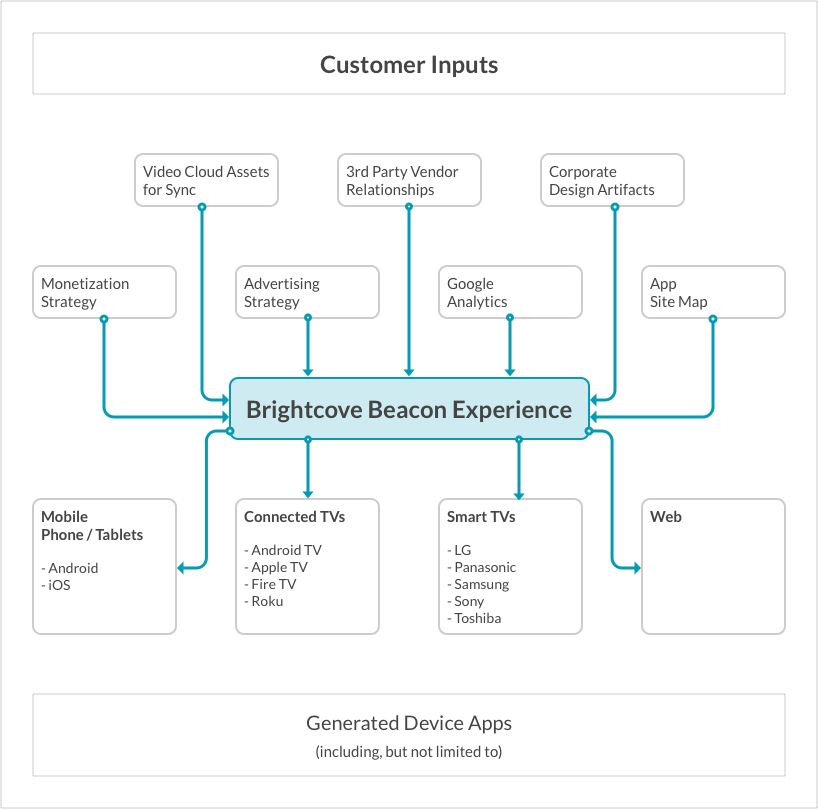 Customer Inputs
Video Cloud Assets
for Sync
3rd Party Vendor
Relationships
Corporate
Design Artifacts
Monetization
Strategy
Advertising
Strategy
Google
Analytics
App
Site Map
Brightcove Beacon Experience
Mobile
Phone / Tablets
- Android
- iOS
Connected TVs
- Android TV
- Apple TV
- Fire TV
- Roku
Smart TVs
- LG
- Panasonic
- Samsung
- Sony
- Toshiba
Web
Generated Device Apps
(including, but not limited to)